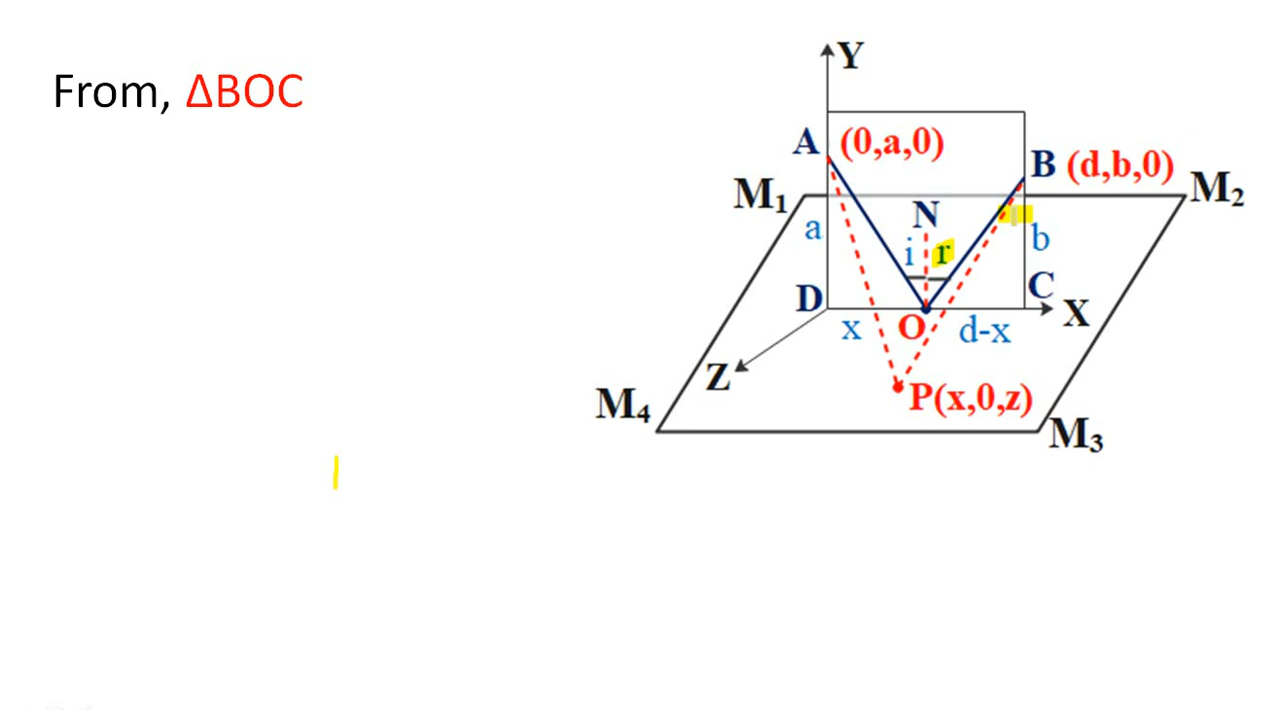 From, ΔBOC
Y
A (0,a,0)
B (d,b,0)
M₁
M₂
N
a
i r
b
D
C
X
x O d-x
Z
P(x,0,z)
M₄
M₃